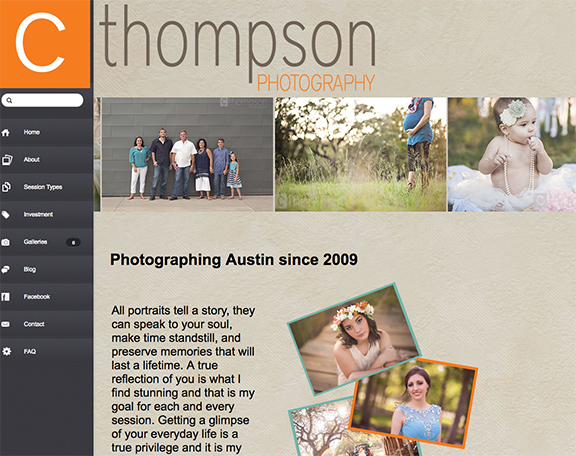 C
thompson
PHOTOGRAPHY
Home
About
Session Types
Investment
Galleries 6
Blog
Facebook
Contact
FAQ
Photographing Austin since 2009
All portraits tell a story, they
can speak to your soul,
make time standstill, and
preserve memories that will
last a lifetime. A true
reflection of you is what I
find stunning and that is my
goal for each and every
session. Getting a glimpse
of your everyday life is a
true privilege and it is my